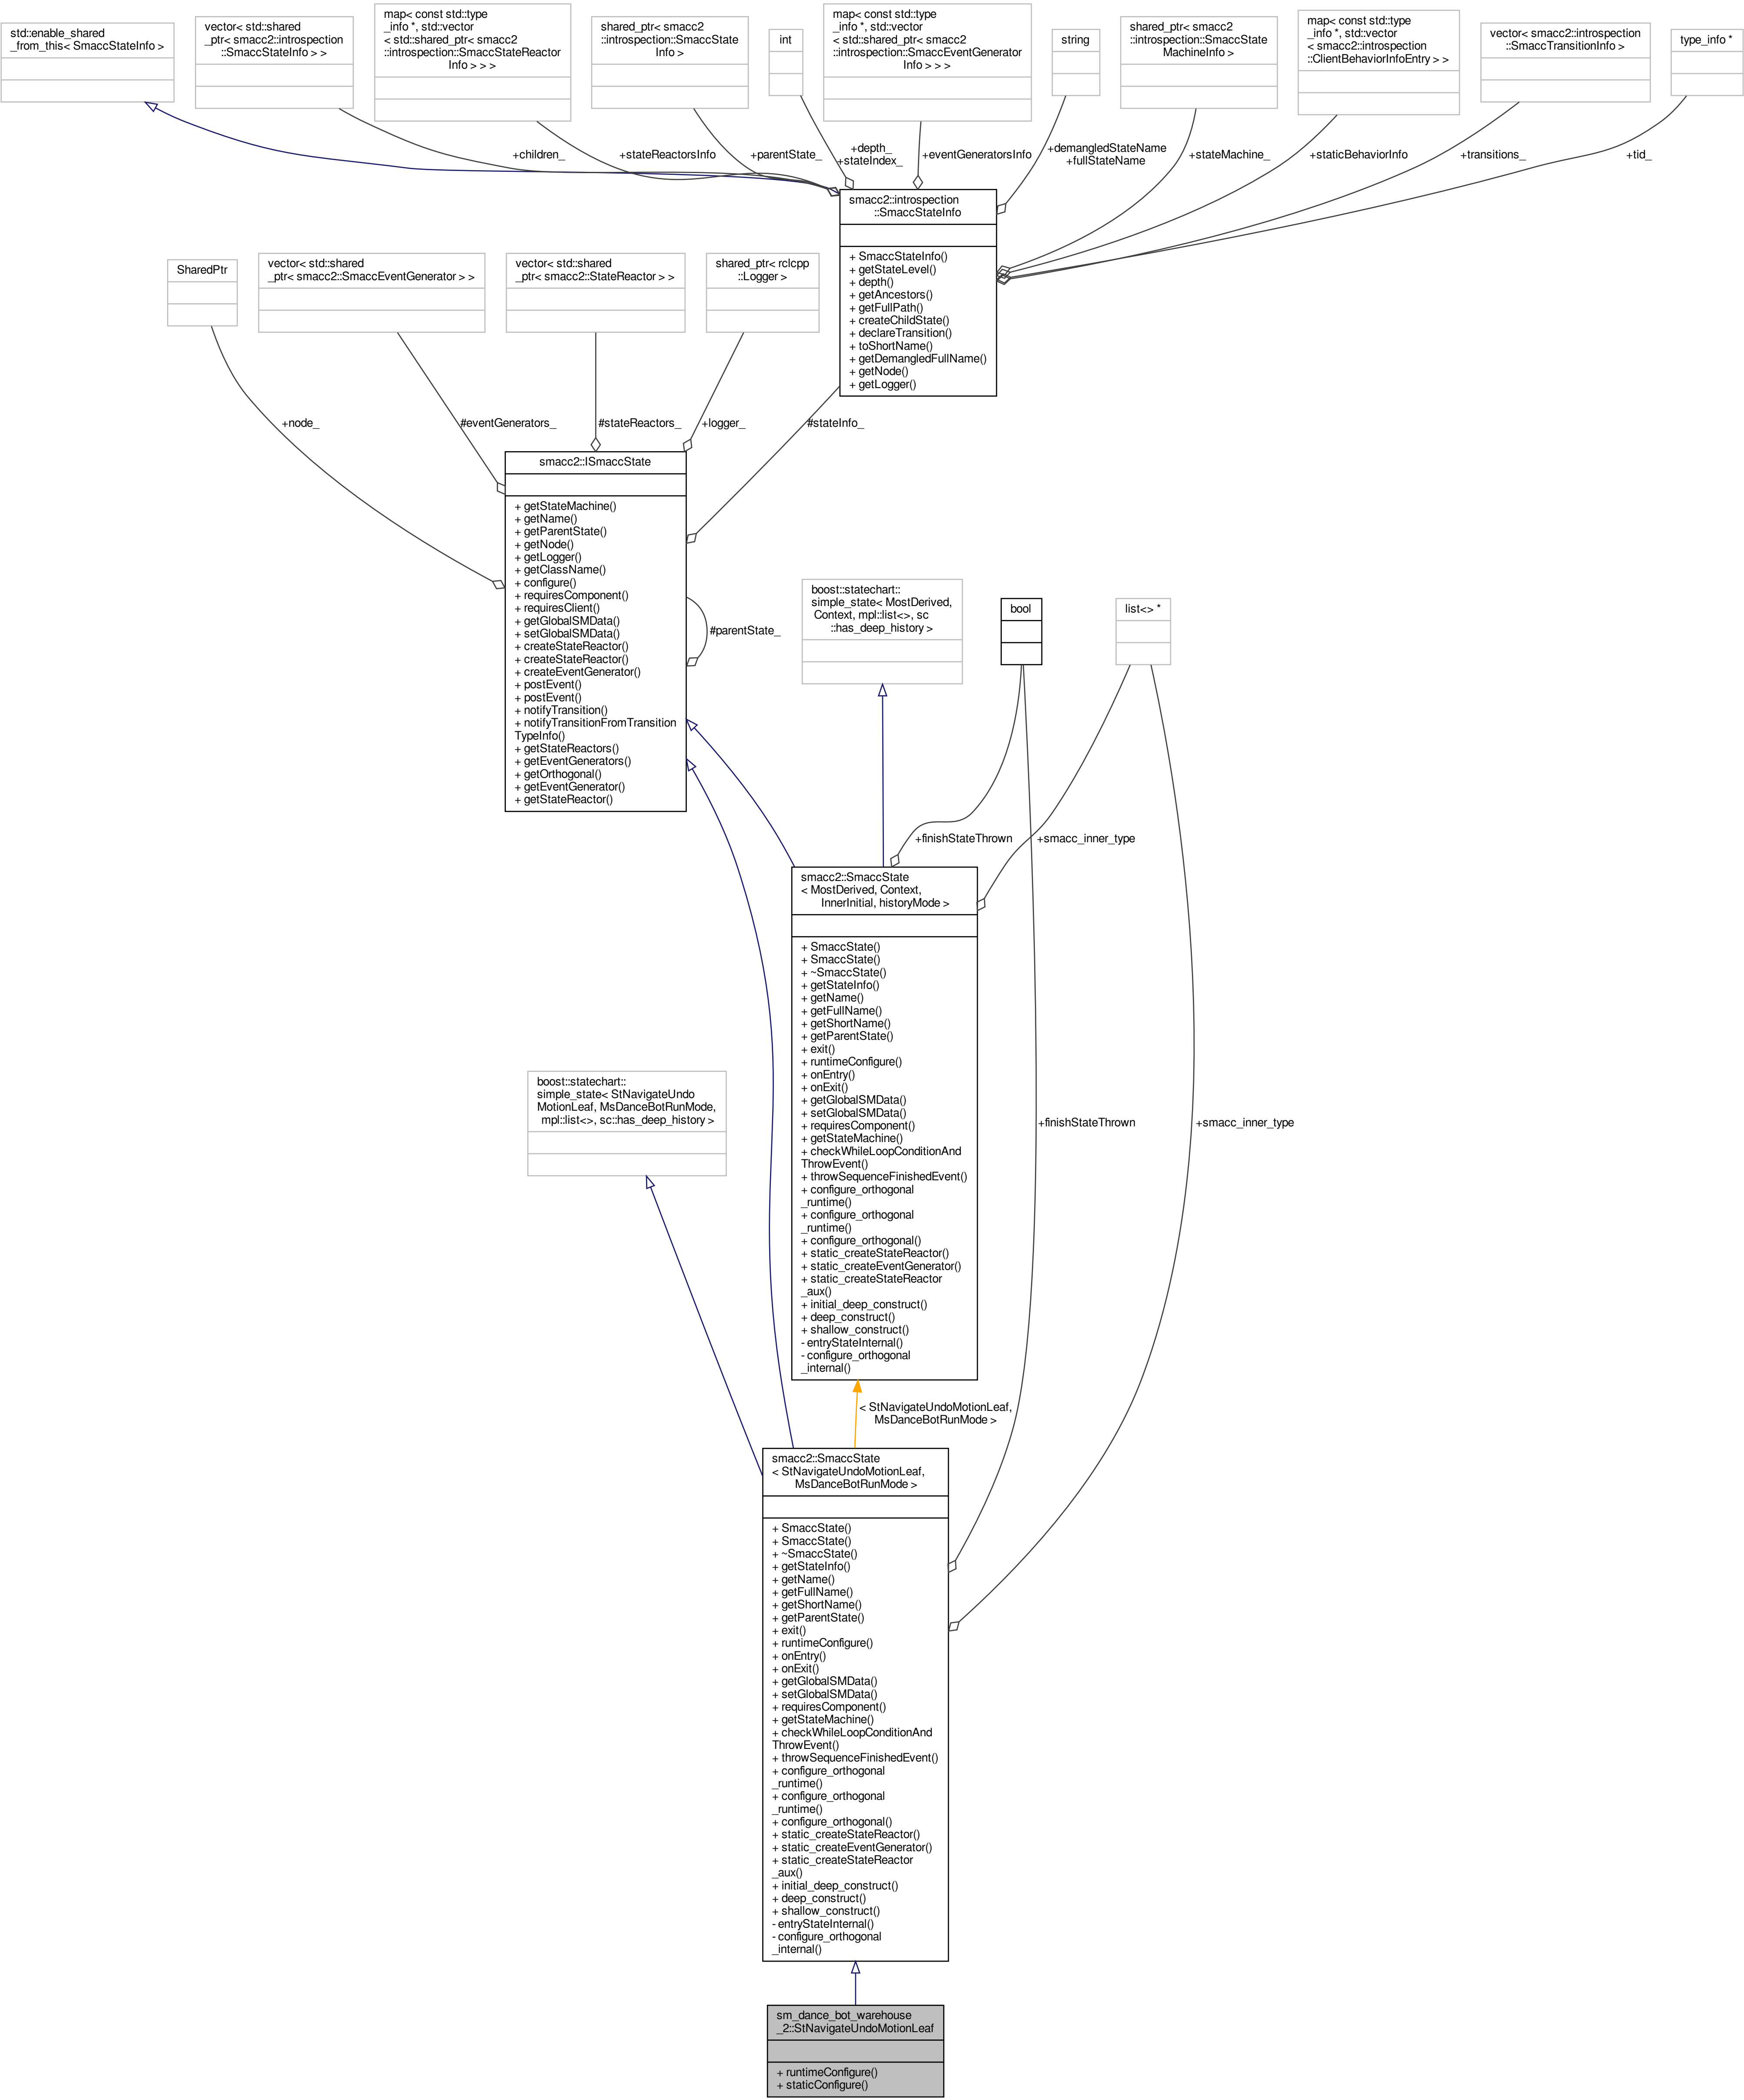 std::enable_shared
_from_this< SmaccStateInfo >
vector< std::shared
_ptr< smacc2::introspection
::SmaccStateInfo > >
map< const std::type
_info *, std::vector
< std::shared_ptr< smacc2
::introspection::SmaccStateReactor
Info > > >
shared_ptr< smacc2
::introspection::SmaccState
Info >
int
map< const std::type
_info *, std::vector
< std::shared_ptr< smacc2
::introspection::SmaccEventGenerator
Info > > >
string
shared_ptr< smacc2
::introspection::SmaccState
MachineInfo >
map< const std::type
_info *, std::vector
< smacc2::introspection
::ClientBehaviorInfoEntry > >
vector< smacc2::introspection
::SmaccTransitionInfo >
type_info *
+children_
+stateReactorsInfo
+parentState_
+depth_
+stateIndex_
+eventGeneratorsInfo
+demangledStateName
+fullStateName
+stateMachine_
+staticBehaviorInfo
+transitions_
+tid_
smacc2::introspection
::SmaccStateInfo
+ SmaccStateInfo()
+ getStateLevel()
+ depth()
+ getAncestors()
+ getFullPath()
+ createChildState()
+ declareTransition()
+ toShortName()
+ getDemangledFullName()
+ getNode()
+ getLogger()
SharedPtr
vector< std::shared
_ptr< smacc2::SmaccEventGenerator > >
vector< std::shared
_ptr< smacc2::StateReactor > >
shared_ptr< rclcpp
::Logger >
+node_
#eventGenerators_
#stateReactors_
+logger_
#stateInfo_
smacc2::ISmaccState
+ getStateMachine()
+ getName()
+ getParentState()
+ getNode()
+ getLogger()
+ getClassName()
+ configure()
+ requiresComponent()
+ requiresClient()
+ getGlobalSMData()
+ setGlobalSMData()
+ createStateReactor()
+ createStateReactor()
+ createEventGenerator()
+ postEvent()
+ postEvent()
+ notifyTransition()
+ notifyTransitionFromTransition
TypeInfo()
+ getStateReactors()
+ getEventGenerators()
+ getOrthogonal()
+ getEventGenerator()
+ getStateReactor()
#parentState_
boost::statechart::
simple_state< MostDerived,
Context, mpl::list<>, sc
::has_deep_history >
bool
list<> *
+finishStateThrown
+smacc_inner_type
smacc2::SmaccState
< MostDerived, Context,
InnerInitial, historyMode >
+ SmaccState()
+ SmaccState()
+ ~SmaccState()
+ getStateInfo()
+ getName()
+ getFullName()
+ getShortName()
+ getParentState()
+ exit()
+ runtimeConfigure()
+ onEntry()
+ onExit()
+ getGlobalSMData()
+ setGlobalSMData()
+ requiresComponent()
+ getStateMachine()
+ checkWhileLoopConditionAnd
ThrowEvent()
+ throwSequenceFinishedEvent()
+ configure_orthogonal
_runtime()
+ configure_orthogonal
_runtime()
+ configure_orthogonal()
+ static_createStateReactor()
+ static_createEventGenerator()
+ static_createStateReactor
_aux()
+ initial_deep_construct()
+ deep_construct()
+ shallow_construct()
- entryStateInternal()
- configure_orthogonal
_internal()
boost::statechart::
simple_state< StNavigateUndo
MotionLeaf, MsDanceBotRunMode,
mpl::list<>, sc::has_deep_history >
+finishStateThrown
+smacc_inner_type
< StNavigateUndoMotionLeaf,
MsDanceBotRunMode >
smacc2::SmaccState
< StNavigateUndoMotionLeaf,
MsDanceBotRunMode >
+ SmaccState()
+ SmaccState()
+ ~SmaccState()
+ getStateInfo()
+ getName()
+ getFullName()
+ getShortName()
+ getParentState()
+ exit()
+ runtimeConfigure()
+ onEntry()
+ onExit()
+ getGlobalSMData()
+ setGlobalSMData()
+ requiresComponent()
+ getStateMachine()
+ checkWhileLoopConditionAnd
ThrowEvent()
+ throwSequenceFinishedEvent()
+ configure_orthogonal
_runtime()
+ configure_orthogonal
_runtime()
+ configure_orthogonal()
+ static_createStateReactor()
+ static_createEventGenerator()
+ static_createStateReactor
_aux()
+ initial_deep_construct()
+ deep_construct()
+ shallow_construct()
- entryStateInternal()
- configure_orthogonal
_internal()
sm_dance_bot_warehouse
_2::StNavigateUndoMotionLeaf
+ runtimeConfigure()
+ staticConfigure()